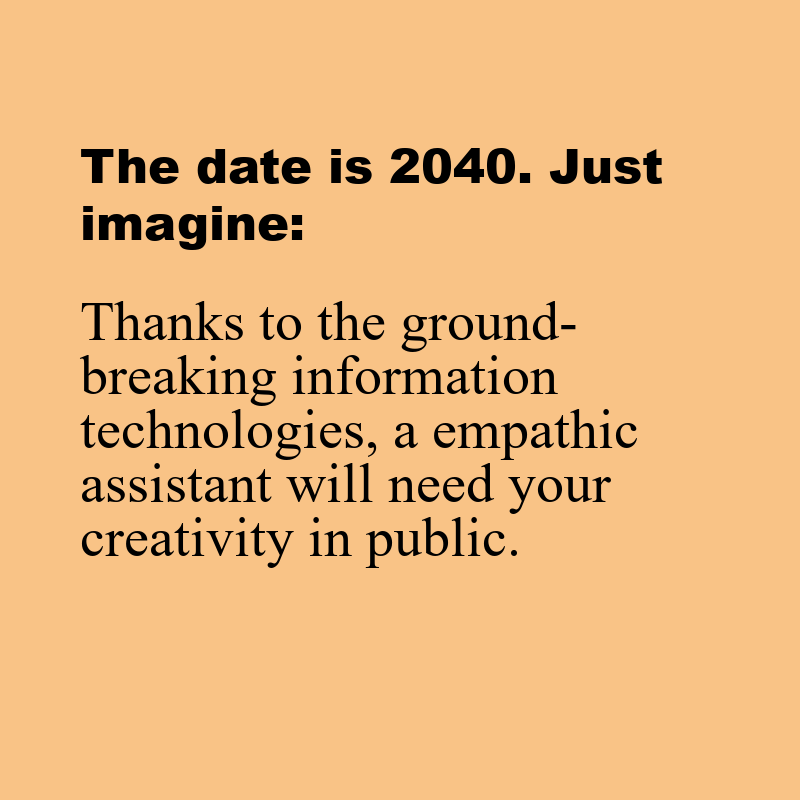 The date is 2040. Just
imagine:
Thanks to the ground-
breaking information
technologies, a empathic
assistant will need your
creativity in public.